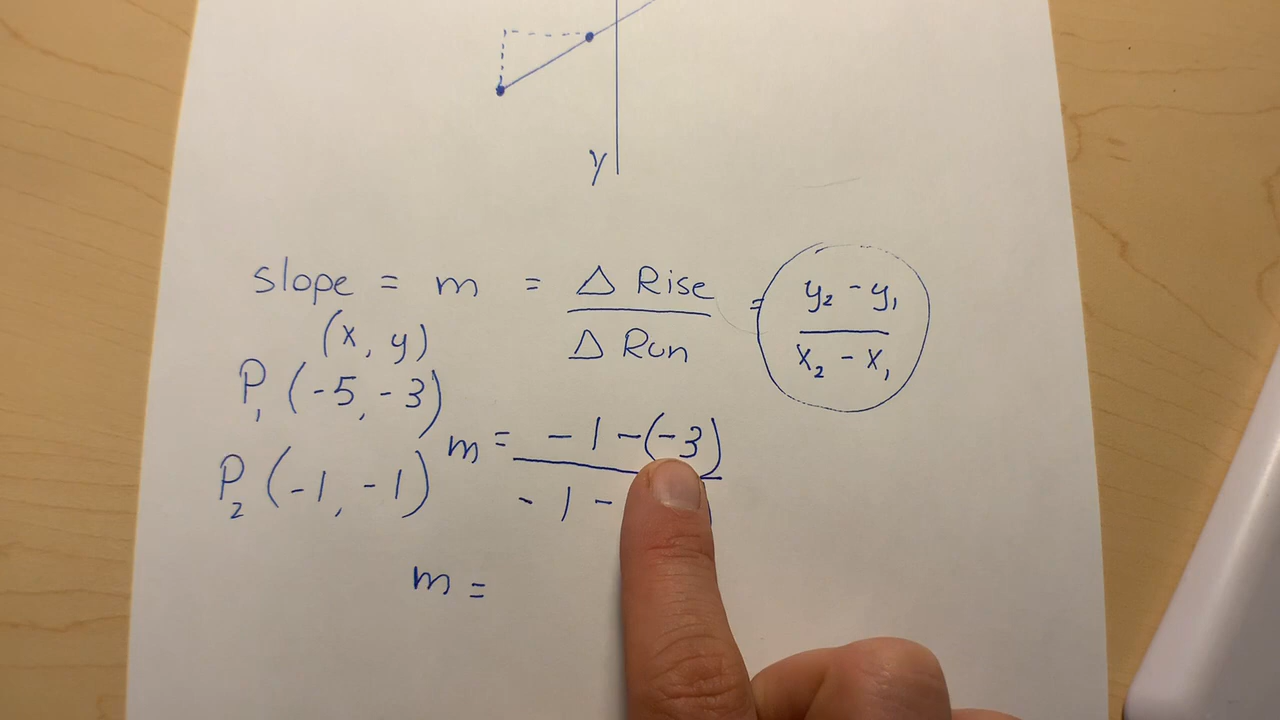 y
slope = m = Δ Rise / Δ Run = y₂ - y₁ / x₂ - x₁
(x, y)
P₁ (-5, -3)
P₂ (-1, -1)
m = -1 -(-3) / -1 -
m =